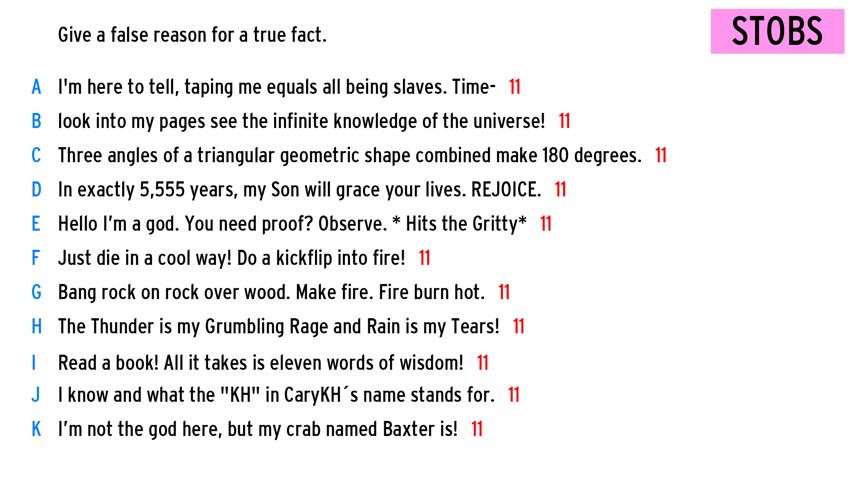 Give a false reason for a true fact.
STOBS
A I'm here to tell, taping me equals all being slaves. Time- 11
B look into my pages see the infinite knowledge of the universe! 11
C Three angles of a triangular geometric shape combined make 180 degrees. 11
D In exactly 5,555 years, my Son will grace your lives. REJOICE. 11
E Hello I'm a god. You need proof? Observe. * Hits the Gritty* 11
F Just die in a cool way! Do a kickflip into fire! 11
G Bang rock on rock over wood. Make fire. Fire burn hot. 11
H The Thunder is my Grumbling Rage and Rain is my Tears! 11
I Read a book! All it takes is eleven words of wisdom! 11
J I know and what the "KH" in CaryKH´s name stands for. 11
K I’m not the god here, but my crab named Baxter is! 11